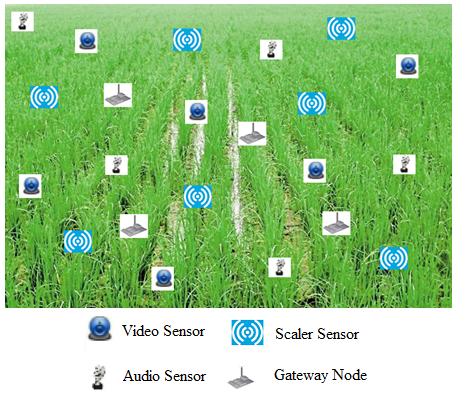 Video Sensor
Scaler Sensor
Audio Sensor
Gateway Node